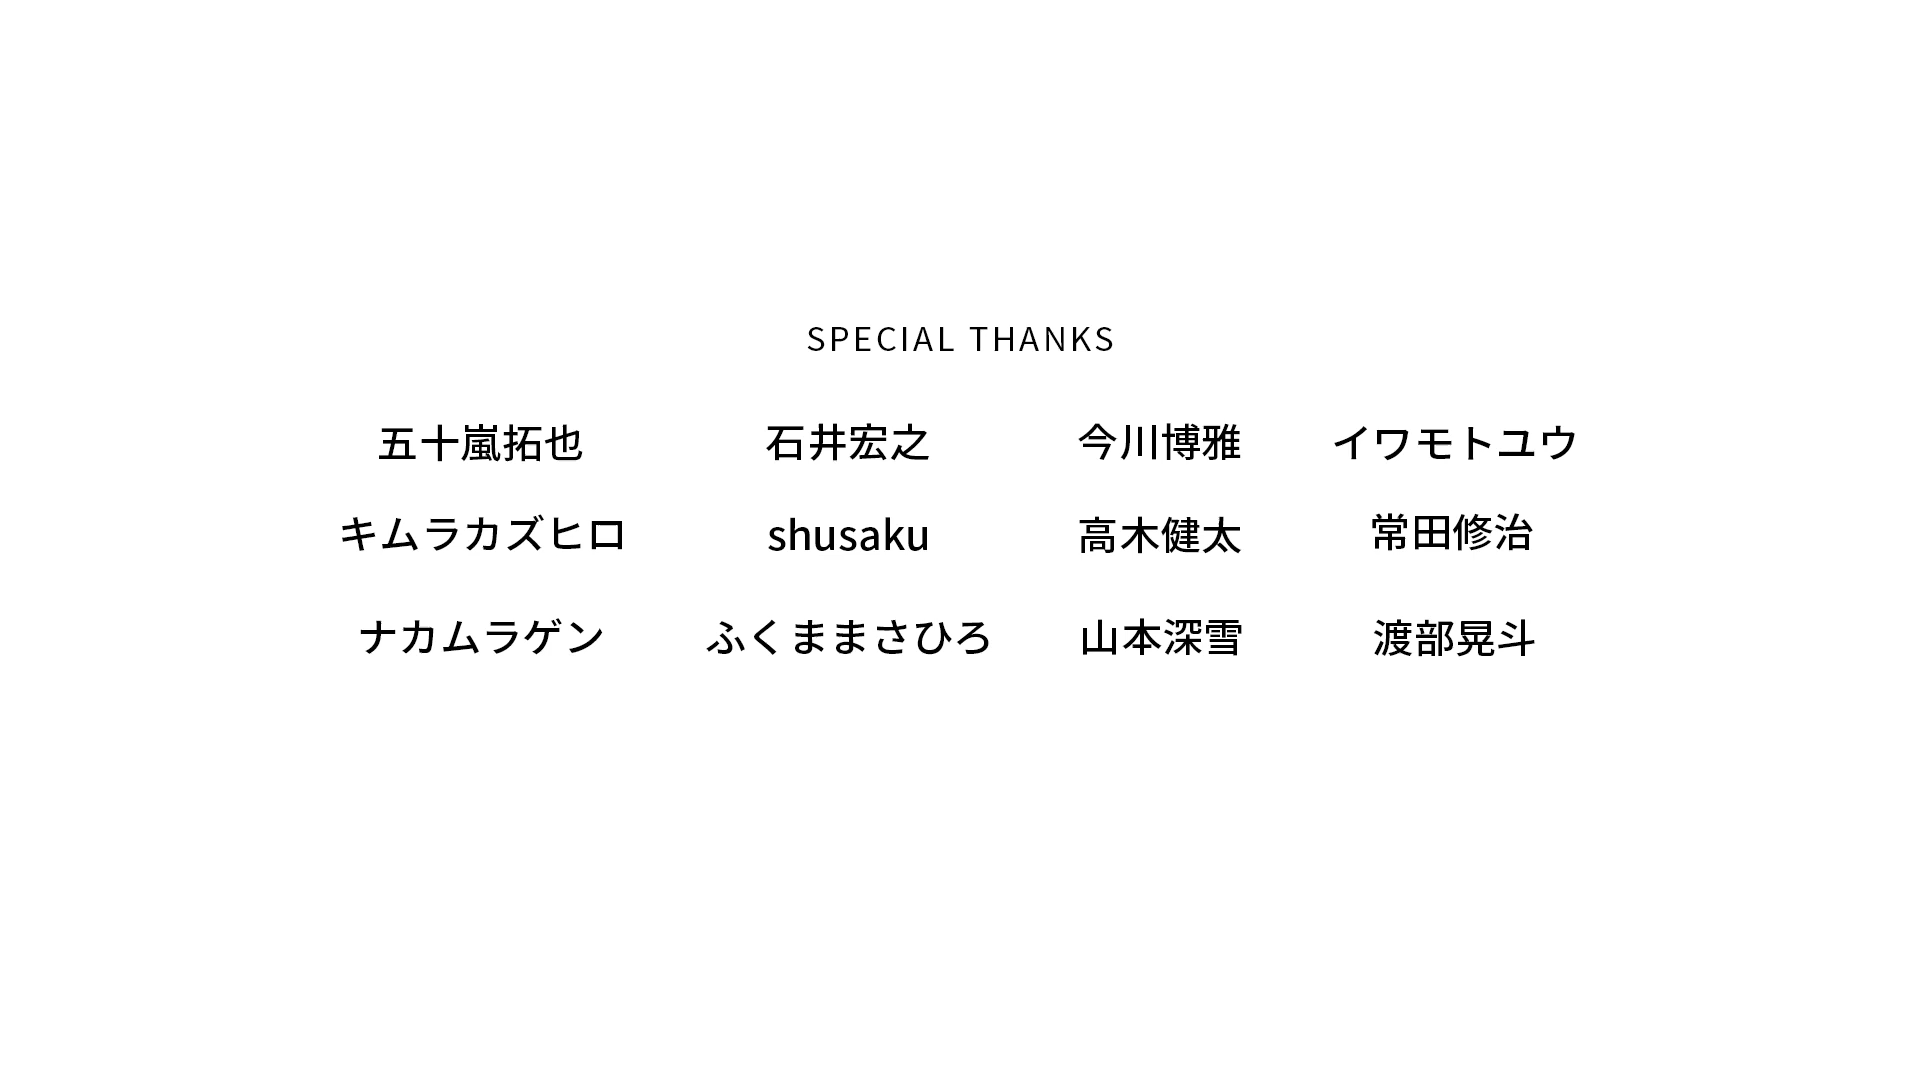 SPECIAL THANKS
五十嵐拓也 石井宏之 今川博雅 イワモトユウ
キムラカズヒロ shusaku 高木健太 常田修治
ナカムラゲン ふくままさひろ 山本深雪 渡部晃斗